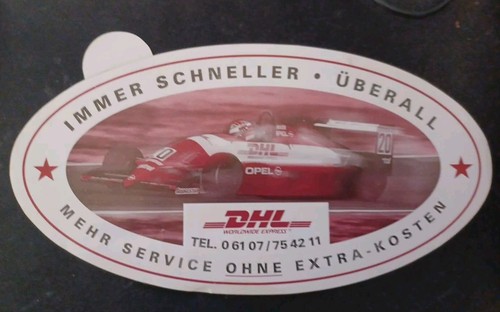 IMMER SCHNELLER • ÜBERALL
20
20
DHL
OPEL
DHL
WORLDWIDE EXPRESS
TEL. 0 61 07/75 42 11
MEHR SERVICE OHNE EXTRA-KOSTEN